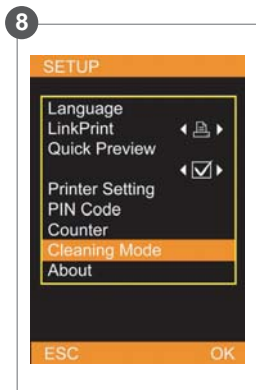 8
SETUP
Language
LinkPrint
Quick Preview
Printer Setting
PIN Code
Counter
Cleaning Mode
About
ESC OK